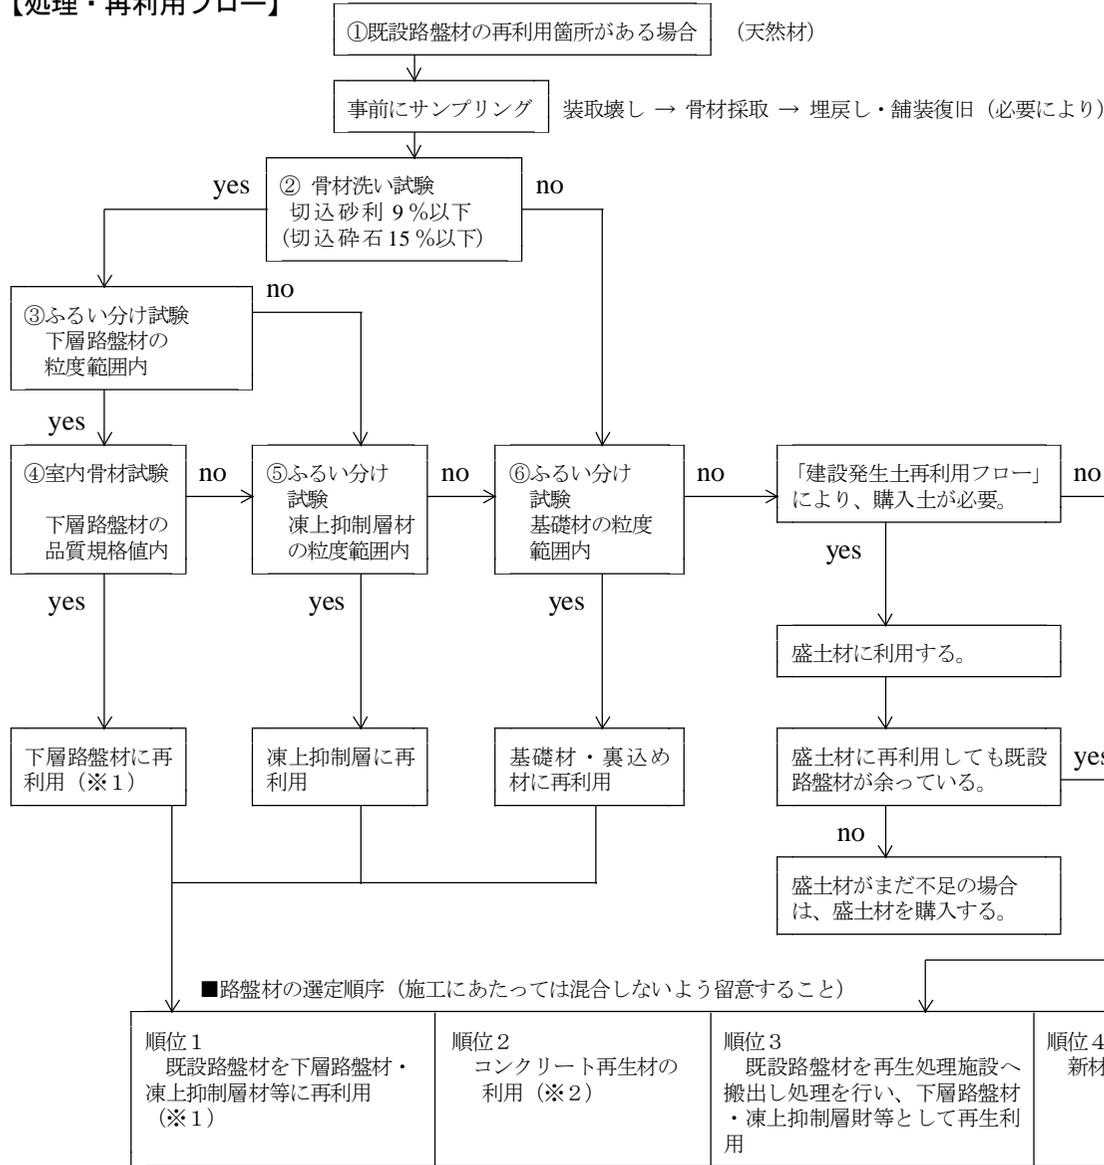 【処理・再利用フロー】
①既設路盤材の再利用箇所がある場合 (天然材)
事前にサンプリング 装取壊し → 骨材採取 → 埋戻し・舗装復旧 (必要により)
yes
② 骨材洗い試験
切込砂利 9 %以下
(切込砕石 15 %以下)
no
③ふるい分け試験
下層路盤材の
粒度範囲内
no
yes
④室内骨材試験
下層路盤材の
品質規格値内
no
⑤ふるい分け
試験
凍上抑制層材
の粒度範囲内
no
⑥ふるい分け
試験
基礎材の粒度
範囲内
no
「建設発生土再利用フロー」
により、購入土が必要。
no
yes
yes
yes
yes
盛土材に利用する。
下層路盤材に再
利用（※１）
凍上抑制層に再
利用
基礎材・裏込め
材に再利用
盛土材に再利用しても既設
路盤材が余っている。
yes
no
盛土材がまだ不足の場合
は、盛土材を購入する。
■路盤材の選定順序（施工にあたっては混合しないよう留意すること）
順位１
既設路盤材を下層路盤材・
凍上抑制層材等に再利用
（※１）
順位２
コンクリート再生材の
利用（※２）
順位３
既設路盤材を再生処理施設へ
搬出し処理を行い、下層路盤材
・凍上抑制層財等として再生利
用
順位４
新材